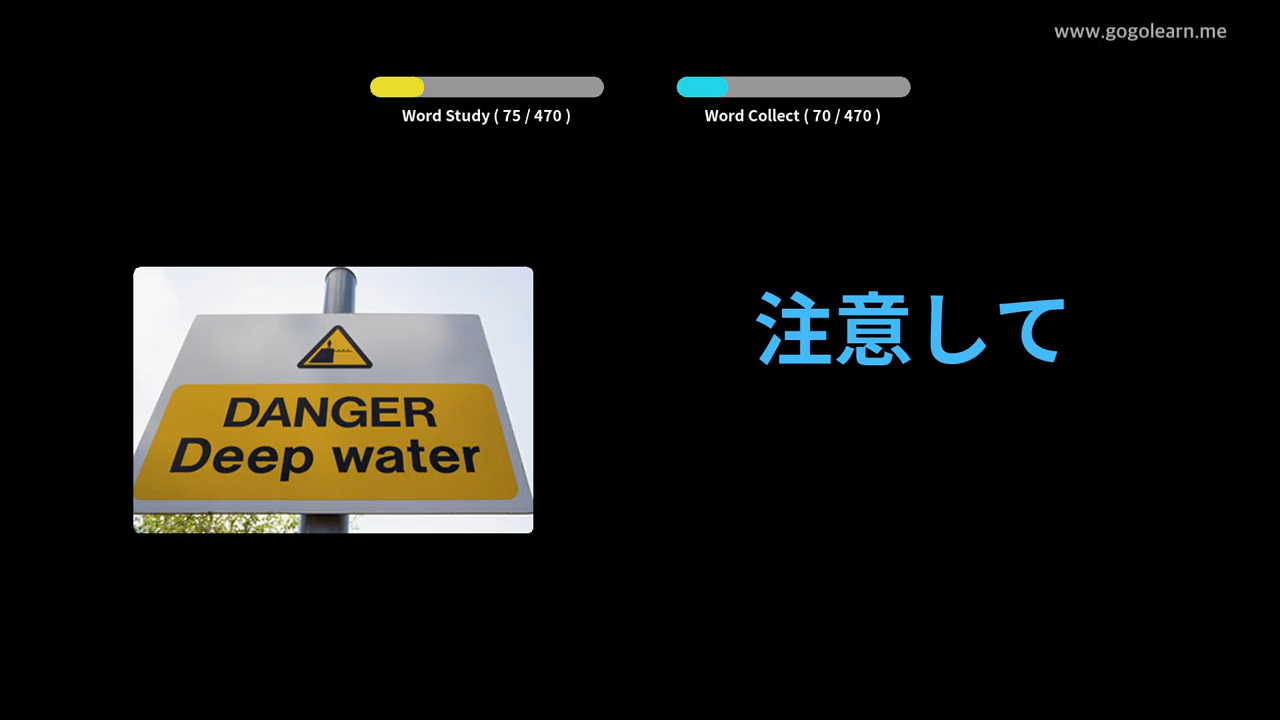 www.gogolearn.me
Word Study ( 75 / 470 )
Word Collect ( 70 / 470 )
DANGER
Deep water
注意して